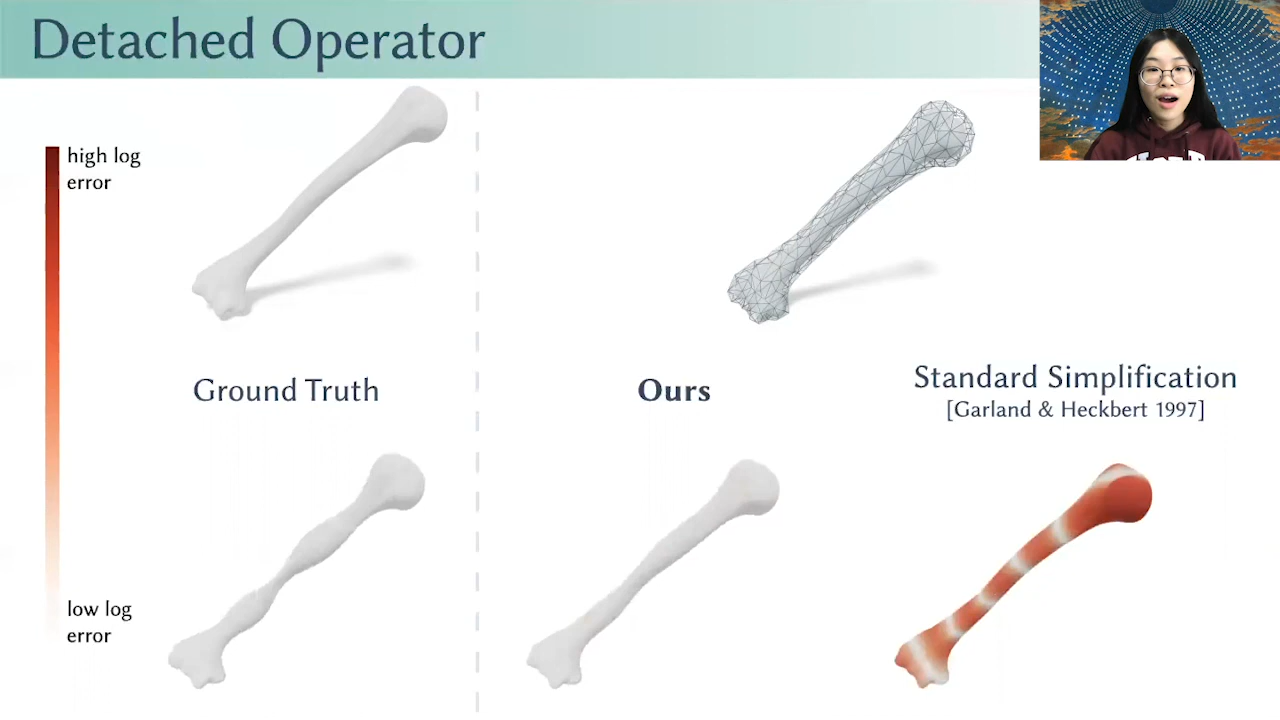 Detached Operator
high log
error
Ground Truth
Ours
Standard Simplification
[Garland & Heckbert 1997]
low log
error